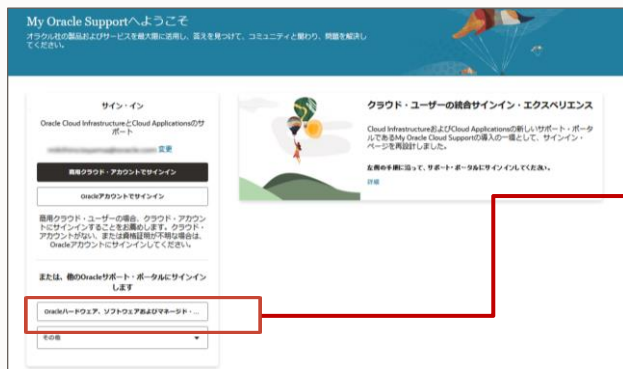 My Oracle Supportへようこそ
オラクル社の製品およびサービスを最大限に活用し、答えを見つけて、コミュニティと関わり、問題を解決し
てください。
サイン・イン
Oracle Cloud InfrastructureとCloud Applicationsのサ
ポート
変更
商用クラウド・アカウントでサインイン
Oracleアカウントでサインイン
商用クラウド・ユーザーの場合、クラウド・アカウン
トにサインインすることをお薦めします。クラウド・
アカウントがない、または資格証明が不明な場合は、
Oracleアカウントにサインインしてください。
または、他のOracleサポート・ポータルにサインイン
します
Oracleハードウェア、ソフトウェアおよびマネージド・...
その他
クラウド・ユーザーの統合サインイン・エクスペリエンス
Cloud InfrastructureおよびCloud Applicationsの新しいサポート・ポータ
ルであるMy Oracle Cloud Supportの導入の一環として、サインイン・
ページを再設計しました。
左側の手順に沿って、サポート・ポータルにサインインしてください。
詳細